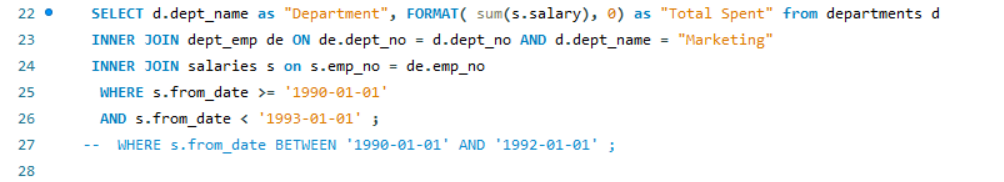 22 SELECT d.dept_name as "Department", FORMAT( sum(s.salary), 0) as "Total Spent" from departments d
23 INNER JOIN dept_emp de ON de.dept_no = d.dept_no AND d.dept_name = "Marketing"
24 INNER JOIN salaries s on s.emp_no = de.emp_no
25 WHERE s.from_date >= '1990-01-01'
26 AND s.from_date < '1993-01-01' ;
27 -- WHERE s.from_date BETWEEN '1990-01-01' AND '1992-01-01' ;
28